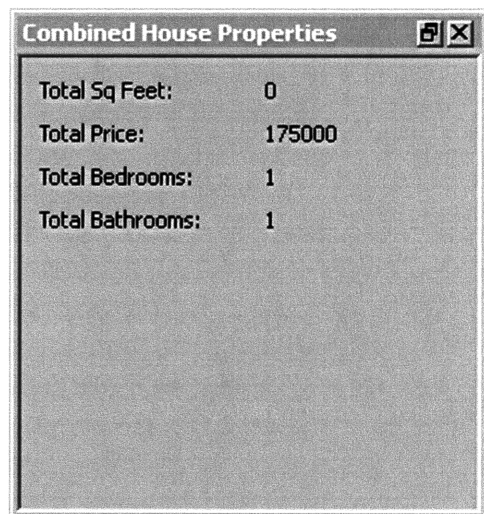 Combined House Properties
Total Sq Feet: 0
Total Price: 175000
Total Bedrooms: 1
Total Bathrooms: 1